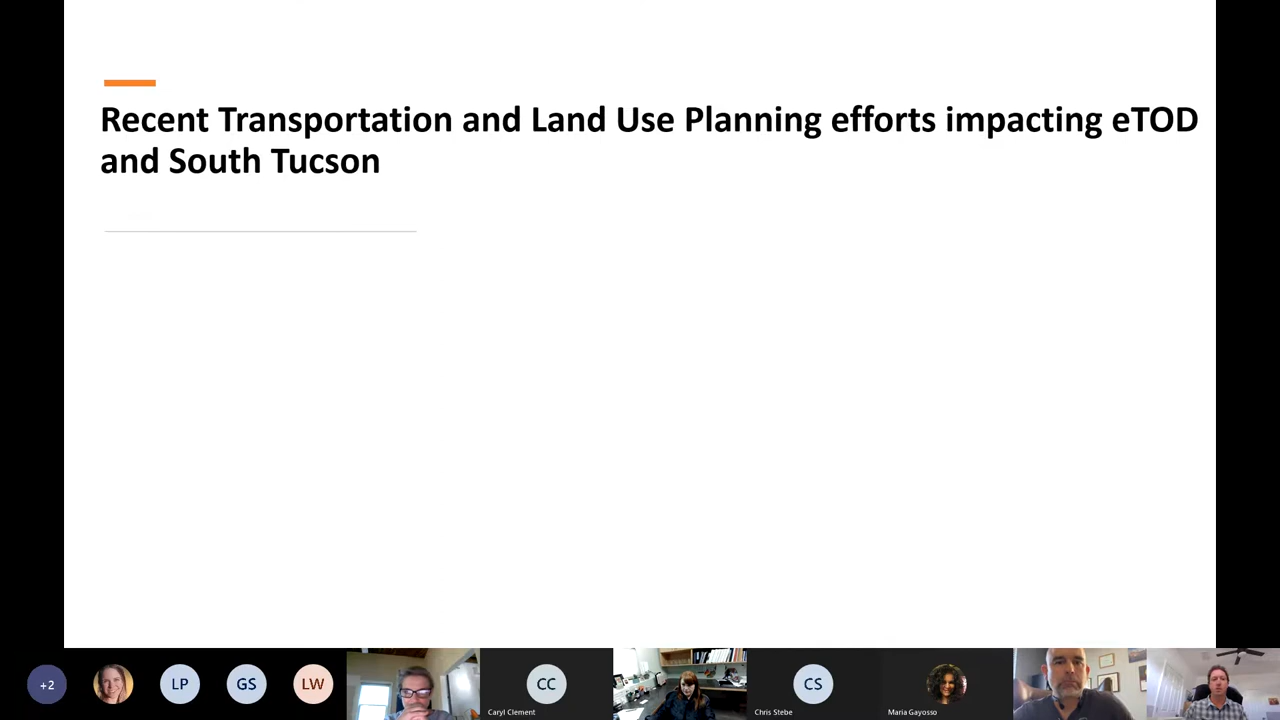 Recent Transportation and Land Use Planning efforts impacting eTOD
and South Tucson
+2
LP
GS
LW
CC
Caryl Clement
CS
Chris Stebe
Maria Gayosso